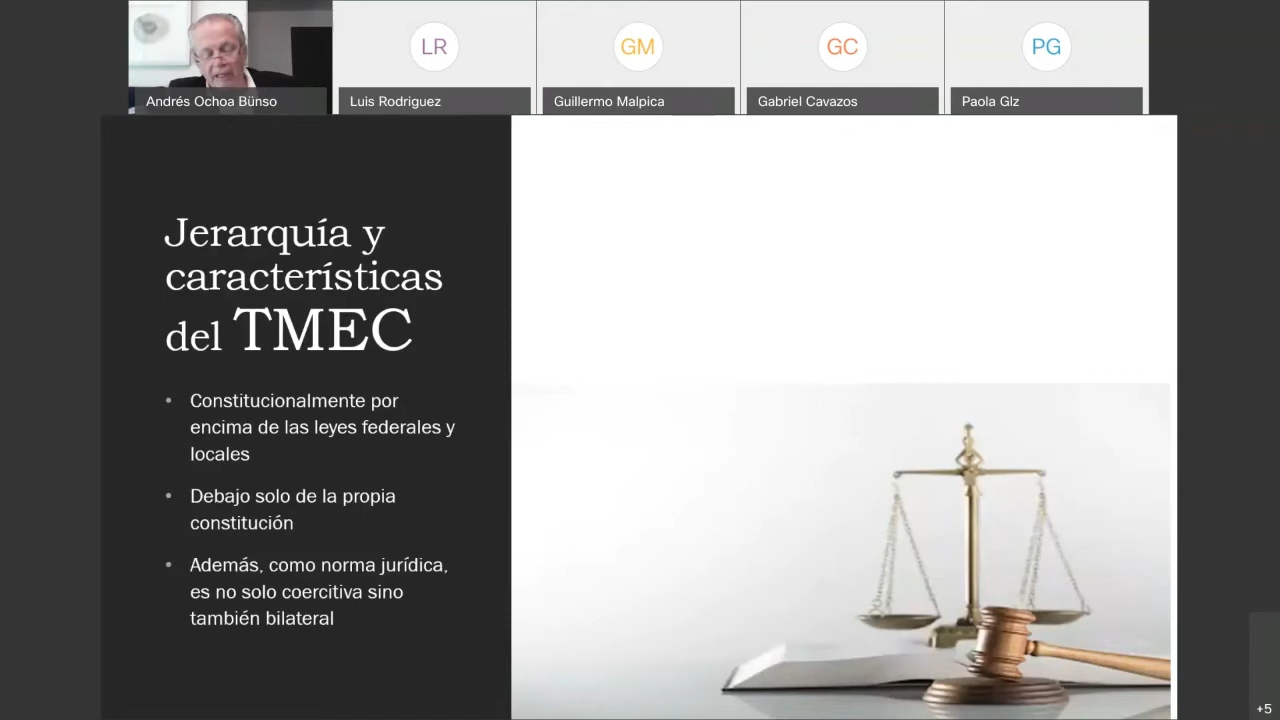 LR
GM
GC
PG
Andrés Ochoa Bünso
Luis Rodriguez
Guillermo Malpica
Gabriel Cavazos
Paola Glz
Jerarquía y
características
del TMEC
• Constitucionalmente por
encima de las leyes federales y
locales
• Debajo solo de la propia
constitución
• Además, como norma jurídica,
es no solo coercitiva sino
también bilateral
+5